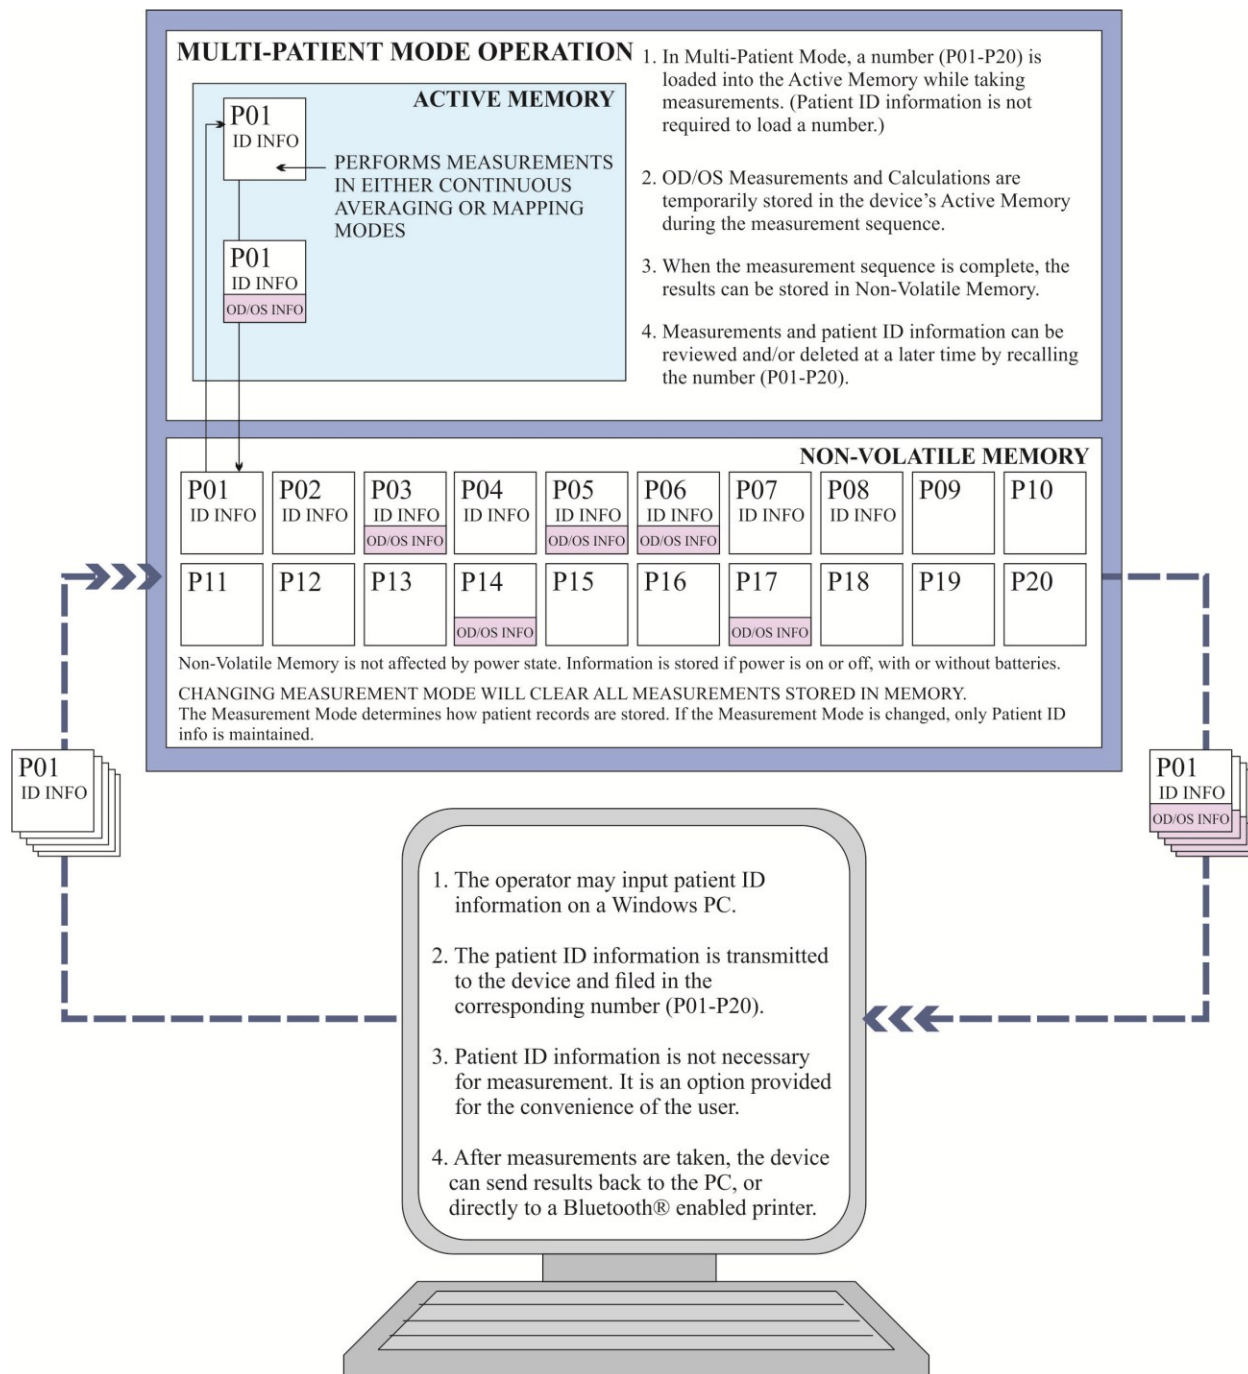 MULTI-PATIENT MODE OPERATION
ACTIVE MEMORY
P01
ID INFO
PERFORMS MEASUREMENTS
IN EITHER CONTINUOUS
AVERAGING OR MAPPING
MODES
P01
ID INFO
OD/OS INFO
1. In Multi-Patient Mode, a number (P01-P20) is
loaded into the Active Memory while taking
measurements. (Patient ID information is not
required to load a number.)
2. OD/OS Measurements and Calculations are
temporarily stored in the device's Active Memory
during the measurement sequence.
3. When the measurement sequence is complete, the
results can be stored in Non-Volatile Memory.
4. Measurements and patient ID information can be
reviewed and/or deleted at a later time by recalling
the number (P01-P20).
NON-VOLATILE MEMORY
P01 P02 P03 P04 P05 P06 P07 P08 P09 P10
ID INFO ID INFO ID INFO ID INFO ID INFO ID INFO ID INFO ID INFO
OD/OS INFO OD/OS INFO OD/OS INFO
P11 P12 P13 P14 P15 P16 P17 P18 P19 P20
OD/OS INFO OD/OS INFO
Non-Volatile Memory is not affected by power state. Information is stored if power is on or off, with or without batteries.
CHANGING MEASUREMENT MODE WILL CLEAR ALL MEASUREMENTS STORED IN MEMORY.
The Measurement Mode determines how patient records are stored. If the Measurement Mode is changed, only Patient ID
info is maintained.
P01
ID INFO
P01
ID INFO
OD/OS INFO
1. The operator may input patient ID
information on a Windows PC.
2. The patient ID information is transmitted
to the device and filed in the
corresponding number (P01-P20).
3. Patient ID information is not necessary
for measurement. It is an option provided
for the convenience of the user.
4. After measurements are taken, the device
can send results back to the PC, or
directly to a Bluetooth® enabled printer.